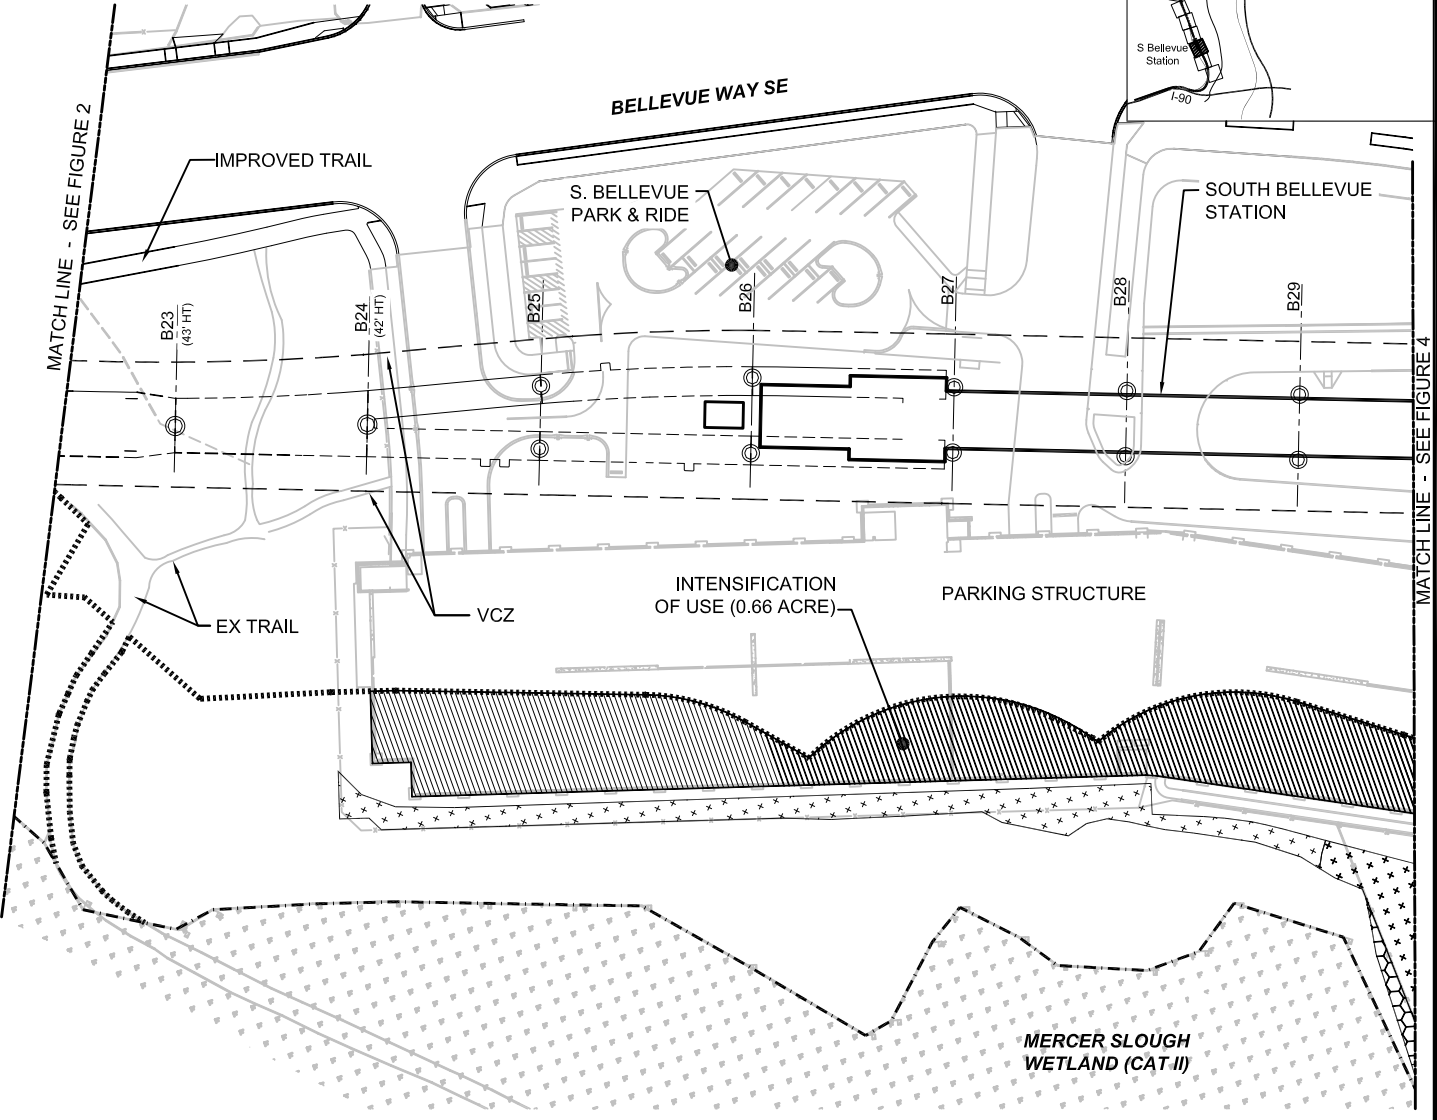 S Bellevue
Station
I-90
BELLEVUE WAY SE
MATCH LINE - SEE FIGURE 2
IMPROVED TRAIL
S. BELLEVUE
PARK & RIDE
SOUTH BELLEVUE
STATION
B23
(43' HT)
B24
(42' HT)
B25
B26
B27
B28
B29
MATCH LINE - SEE FIGURE 4
INTENSIFICATION
OF USE (0.66 ACRE)
PARKING STRUCTURE
VCZ
EX TRAIL
MERCER SLOUGH
WETLAND (CAT II)